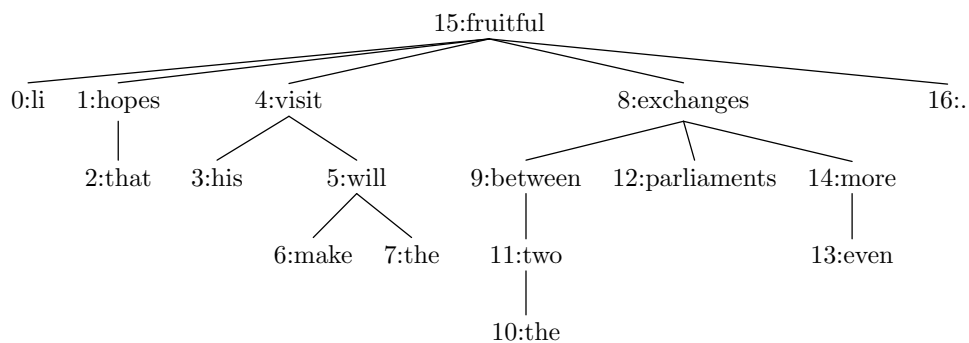 15:fruitful
0:li 1:hopes 4:visit 8:exchanges 16:.
2:that 3:his 5:will 9:between 12:parliaments 14:more
6:make 7:the 11:two 13:even
10:the